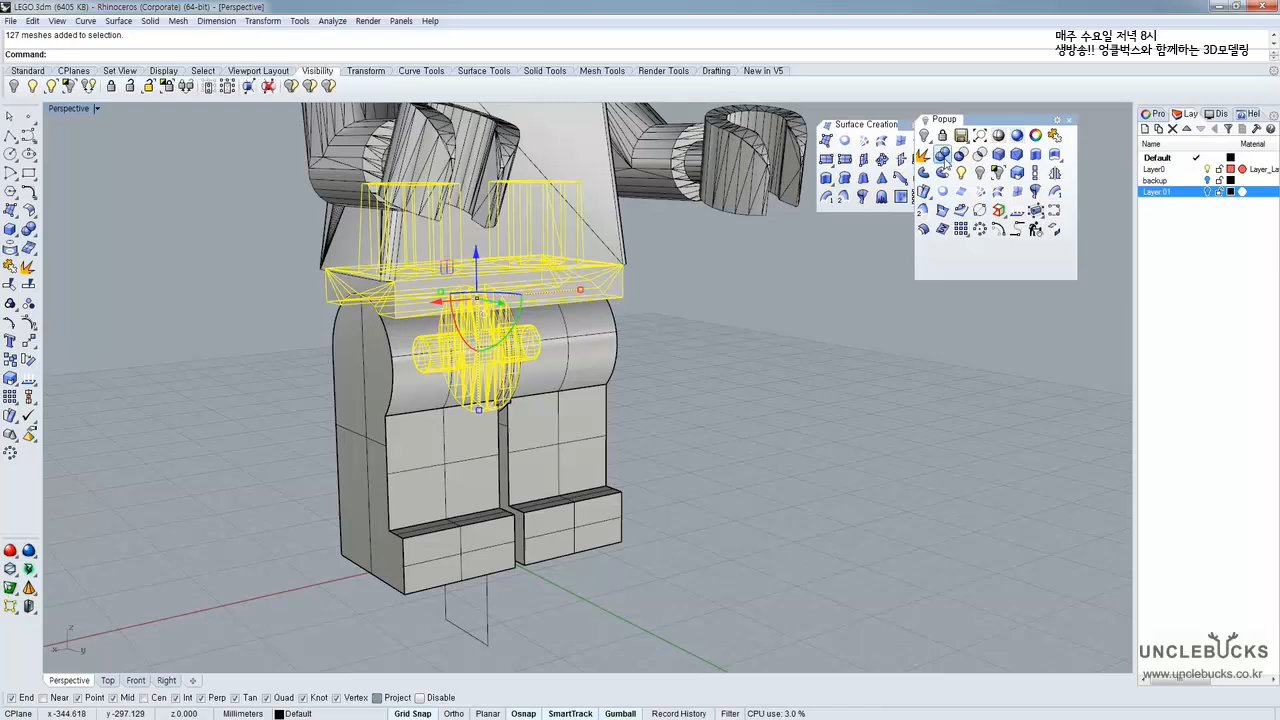 LEGO.3dm (6405 KB) - Rhinoceros (Corporate) (64-bit) - [Perspective]
File Edit View Curve Surface Solid Mesh Dimension Transform Tools Analyze Render Panels Help
127 meshes added to selection.
매주 수요일 저녁 8시
생방송!! 엉클벅스와 함께하는 3D모델링
Command:
Standard CPlanes Set View Display Select Viewport Layout Visibility Transform Curve Tools Surface Tools Solid Tools Mesh Tools Render Tools Drafting New in V5
Perspective
Surface Creation
Popup
Pro Lay Dis Hel
Name Material
Default
Layer0 Layer_La
backup
Layer 01
z
x y
UNCLEBUCKS
www.unclebucks.co.kr
Perspective Top Front Right
End Near Point Mid Cen Int Perp Tan Quad Knot Vertex Project Disable
CPlane x -344.618 y -297.129 z 0.000 Millimeters Default Grid Snap Ortho Planar Osnap SmartTrack Gumball Record History Filter CPU use: 3.0 %